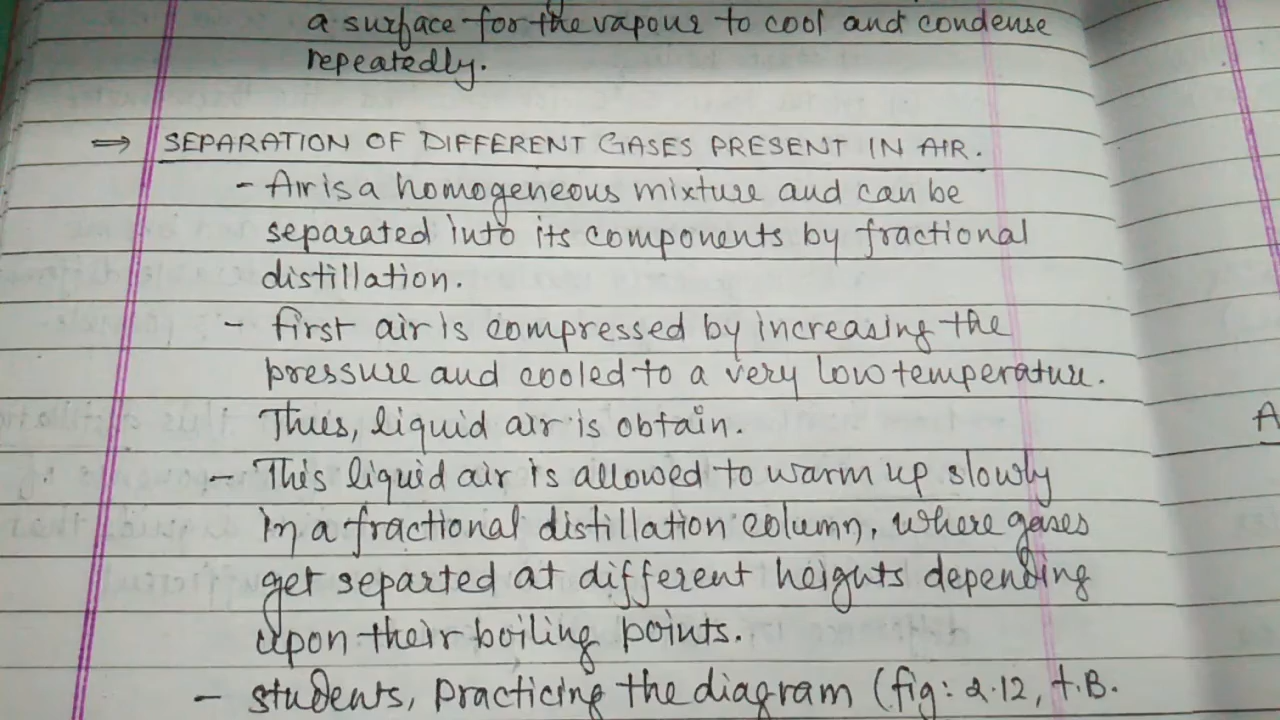 a surface for the vapour to cool and condense
repeatedly.
⇒ SEPARATION OF DIFFERENT GASES PRESENT IN AIR.
- Air is a homogeneous mixture and can be
separated into its components by fractional
distillation.
- first air is compressed by increasing the
pressure and cooled to a very low temperature.
Thus, liquid air is obtain.
- This liquid air is allowed to warm up slowly
in a fractional distillation column, where gases
get separted at different heights depending
upon their boiling points.
- students, practicing the diagram (fig: 2.12, t.B.
A